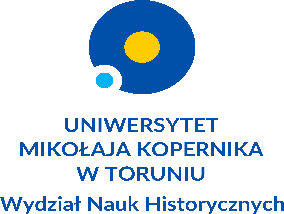 UNIWERSYTET
MIKOŁAJA KOPERNIKA
W TORUNIU
Wydział Nauk Historycznych